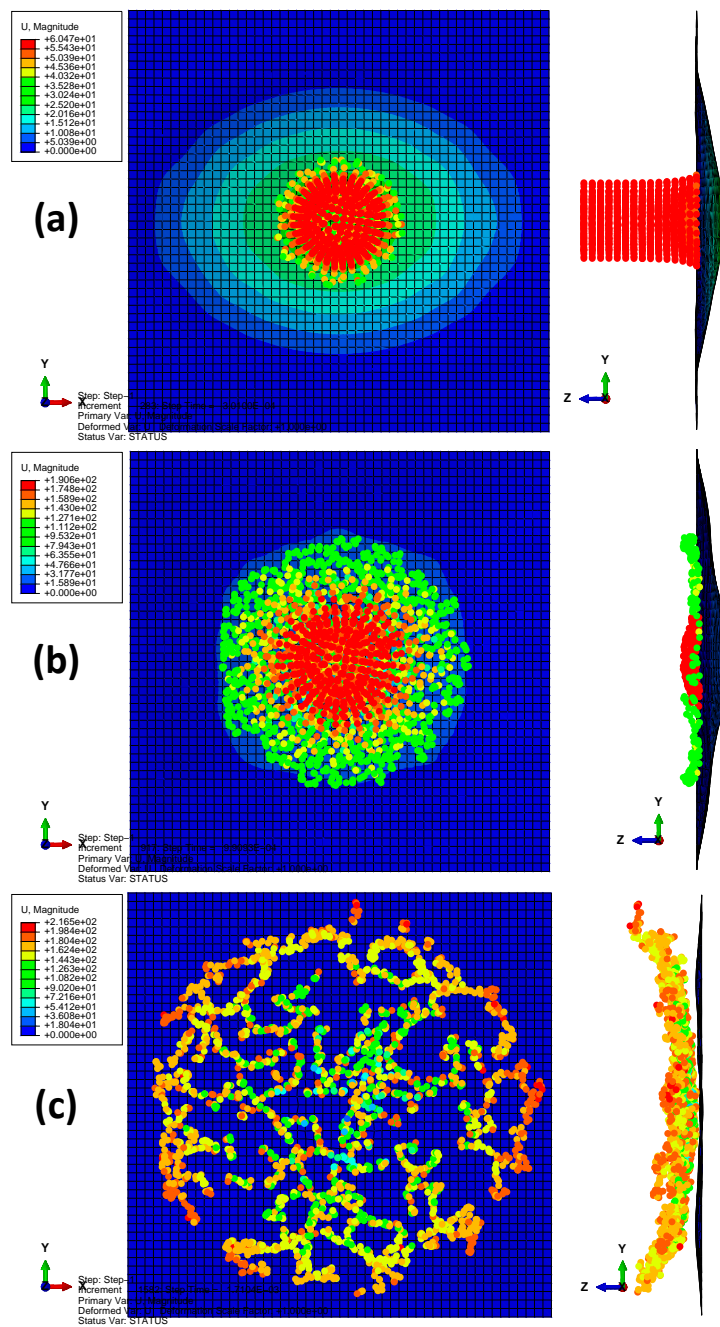 U, Magnitude
+6.047e+01
+5.543e+01
+5.039e+01
+4.536e+01
+4.032e+01
+3.528e+01
+3.024e+01
+2.520e+01
+2.016e+01
+1.512e+01
+1.008e+01
+5.039e+00
+0.000e+00
(a)
Y
X
Step: Step-
Increment
Primary Var
Magnitude
Deformed
Status Var: STATUS
Y
Z
X
U, Magnitude
+1.906e+02
+1.748e+02
+1.589e+02
+1.430e+02
+1.271e+02
+1.112e+02
+9.532e+01
+7.943e+01
+6.355e+01
+4.766e+01
+3.177e+01
+1.589e+01
+0.000e+00
(b)
Y
X
Step: Step-
Increment
Primary Var
Deformed
Status Var: STATUS
Y
Z
X
U, Magnitude
+2.165e+02
+1.984e+02
+1.804e+02
+1.624e+02
+1.443e+02
+1.263e+02
+1.082e+02
+9.020e+01
+7.216e+01
+5.412e+01
+3.608e+01
+1.804e+01
+0.000e+00
(c)
Y
X
Step: Step-
Increment
Primary Var
Deformed
Status Var: STATUS
Y
Z
X